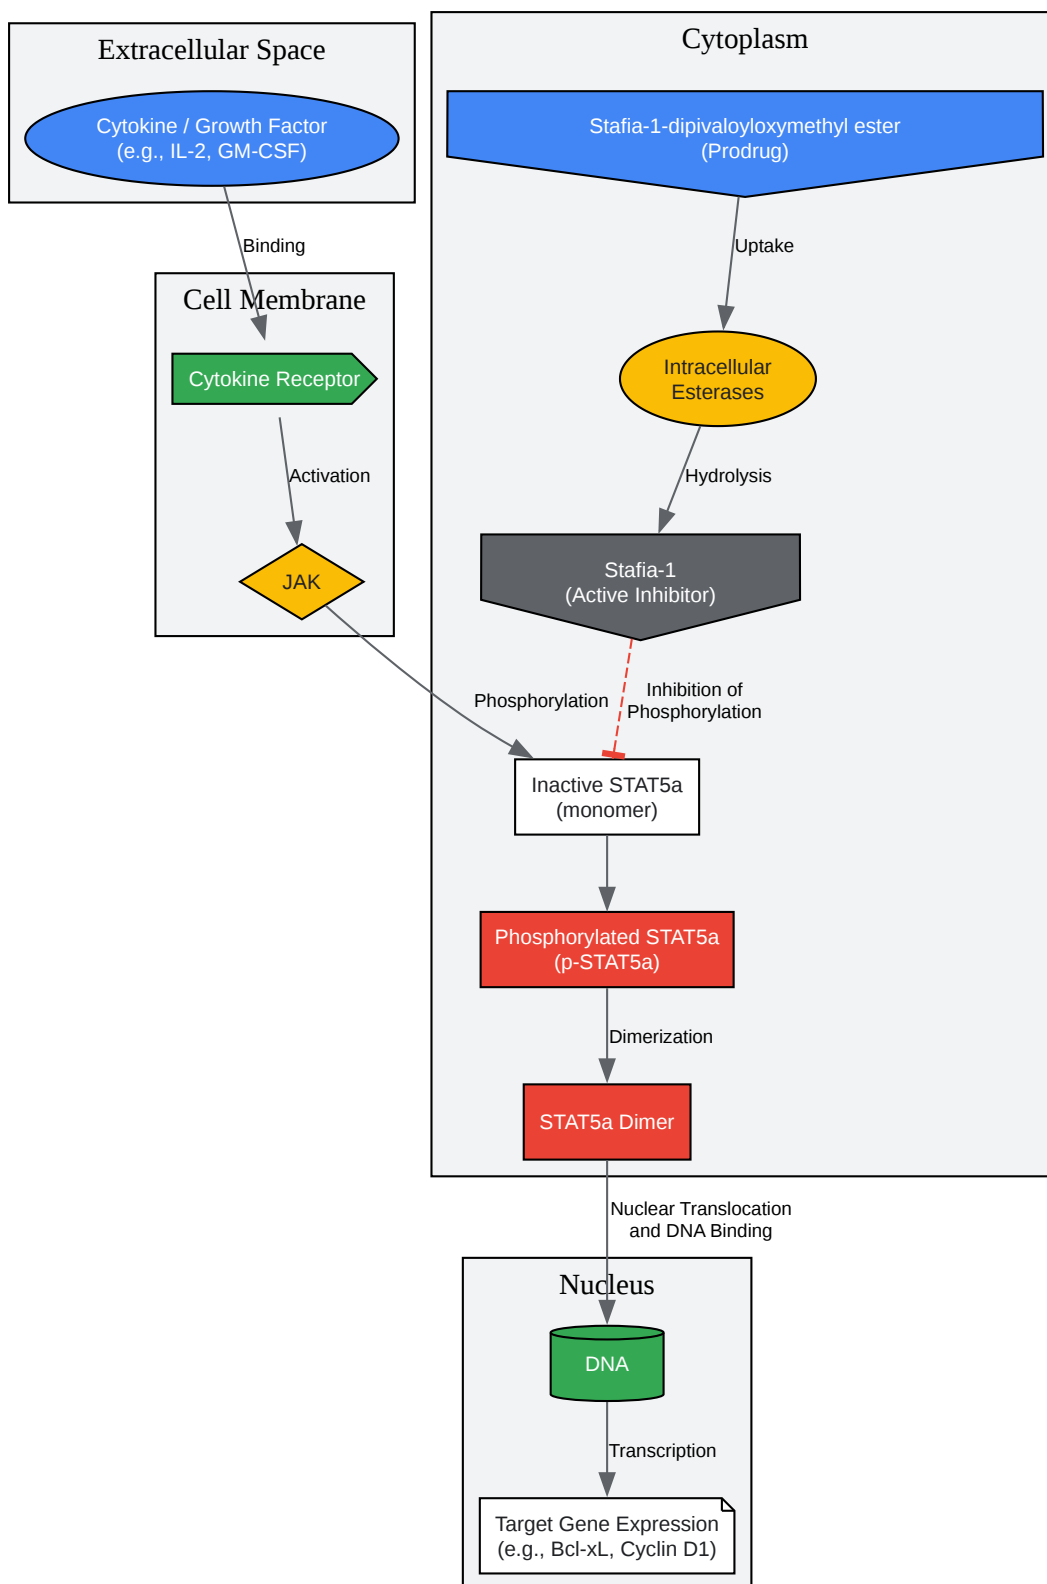 Extracellular Space
Cytokine / Growth Factor
(e.g., IL-2, GM-CSF)
Binding
Cell Membrane
Cytokine Receptor
Activation
JAK
Phosphorylation
Cytoplasm
Stafia-1-dipivaloyloxymethyl ester
(Prodrug)
Uptake
Intracellular
Esterases
Hydrolysis
Stafia-1
(Active Inhibitor)
Inhibition of
Phosphorylation
Inactive STAT5a
(monomer)
Phosphorylated STAT5a
(p-STAT5a)
Dimerization
STAT5a Dimer
Nuclear Translocation
and DNA Binding
Nucleus
DNA
Transcription
Target Gene Expression
(e.g., Bcl-xL, Cyclin D1)